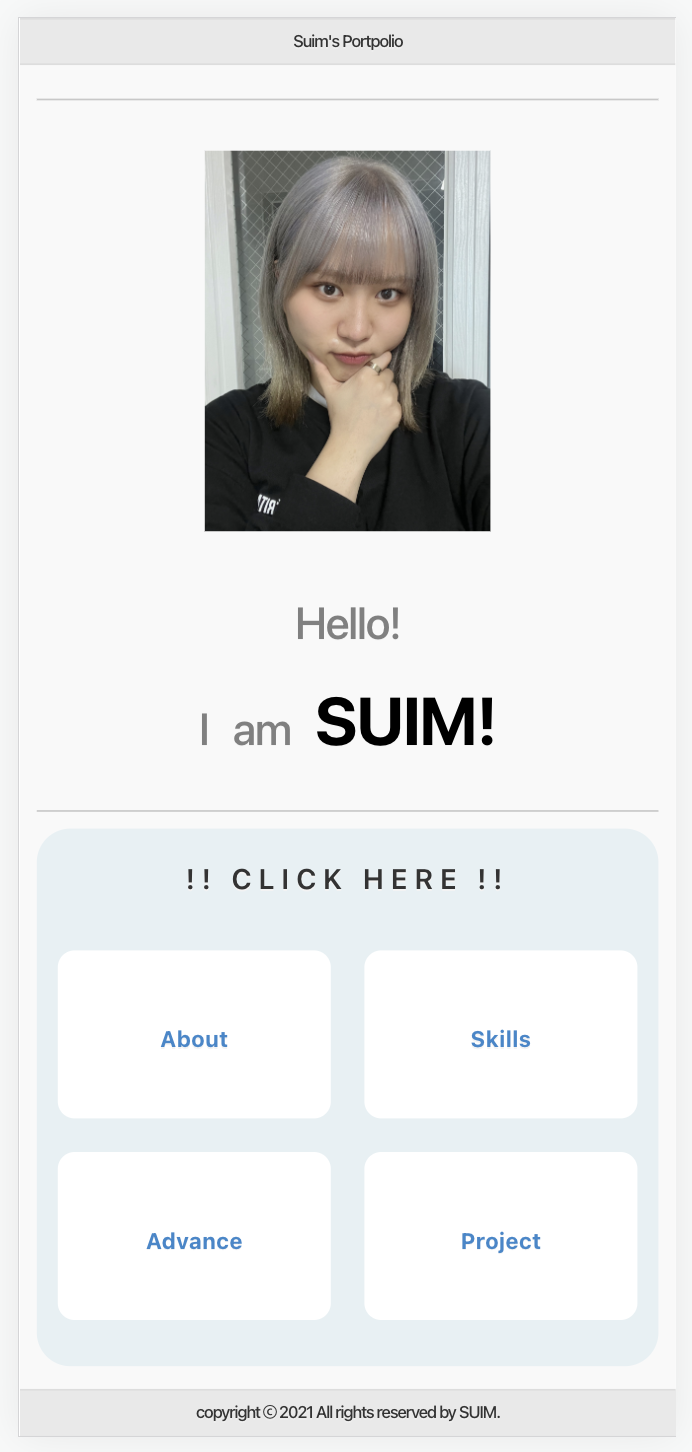 Suim's Portpolio
Hello!
I am SUIM!
!! CLICK HERE !!
About
Skills
Advance
Project
copyright © 2021 All rights reserved by SUIM.